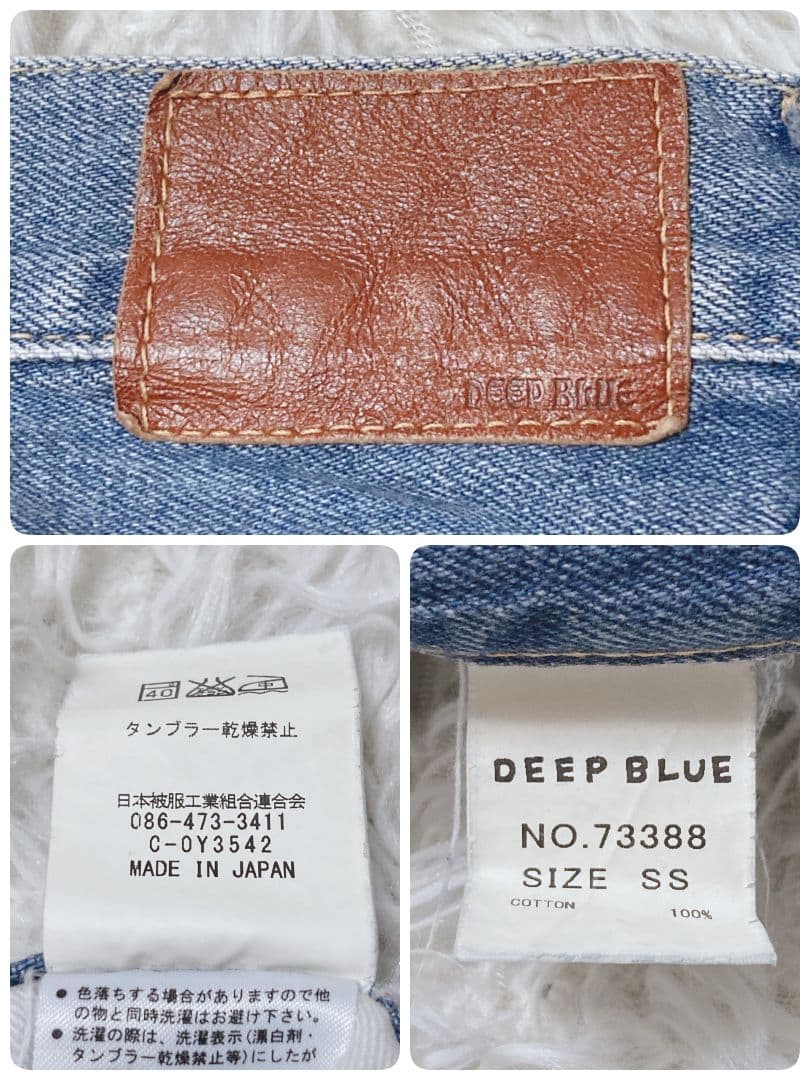 DEEP BLUE
40
中
タンブラー乾燥禁止
日本被服工業組合連合会
086-473-3411
C-0Y3542
MADE IN JAPAN
● 色落ちする場合がありますので他
の物と同時洗濯はお避け下さい。
● 洗濯の際は、洗濯表示(漂白剤・
タンブラー乾燥禁止等)にしたが
DEEP BLUE
NO.73388
SIZE SS
COTTON 100%